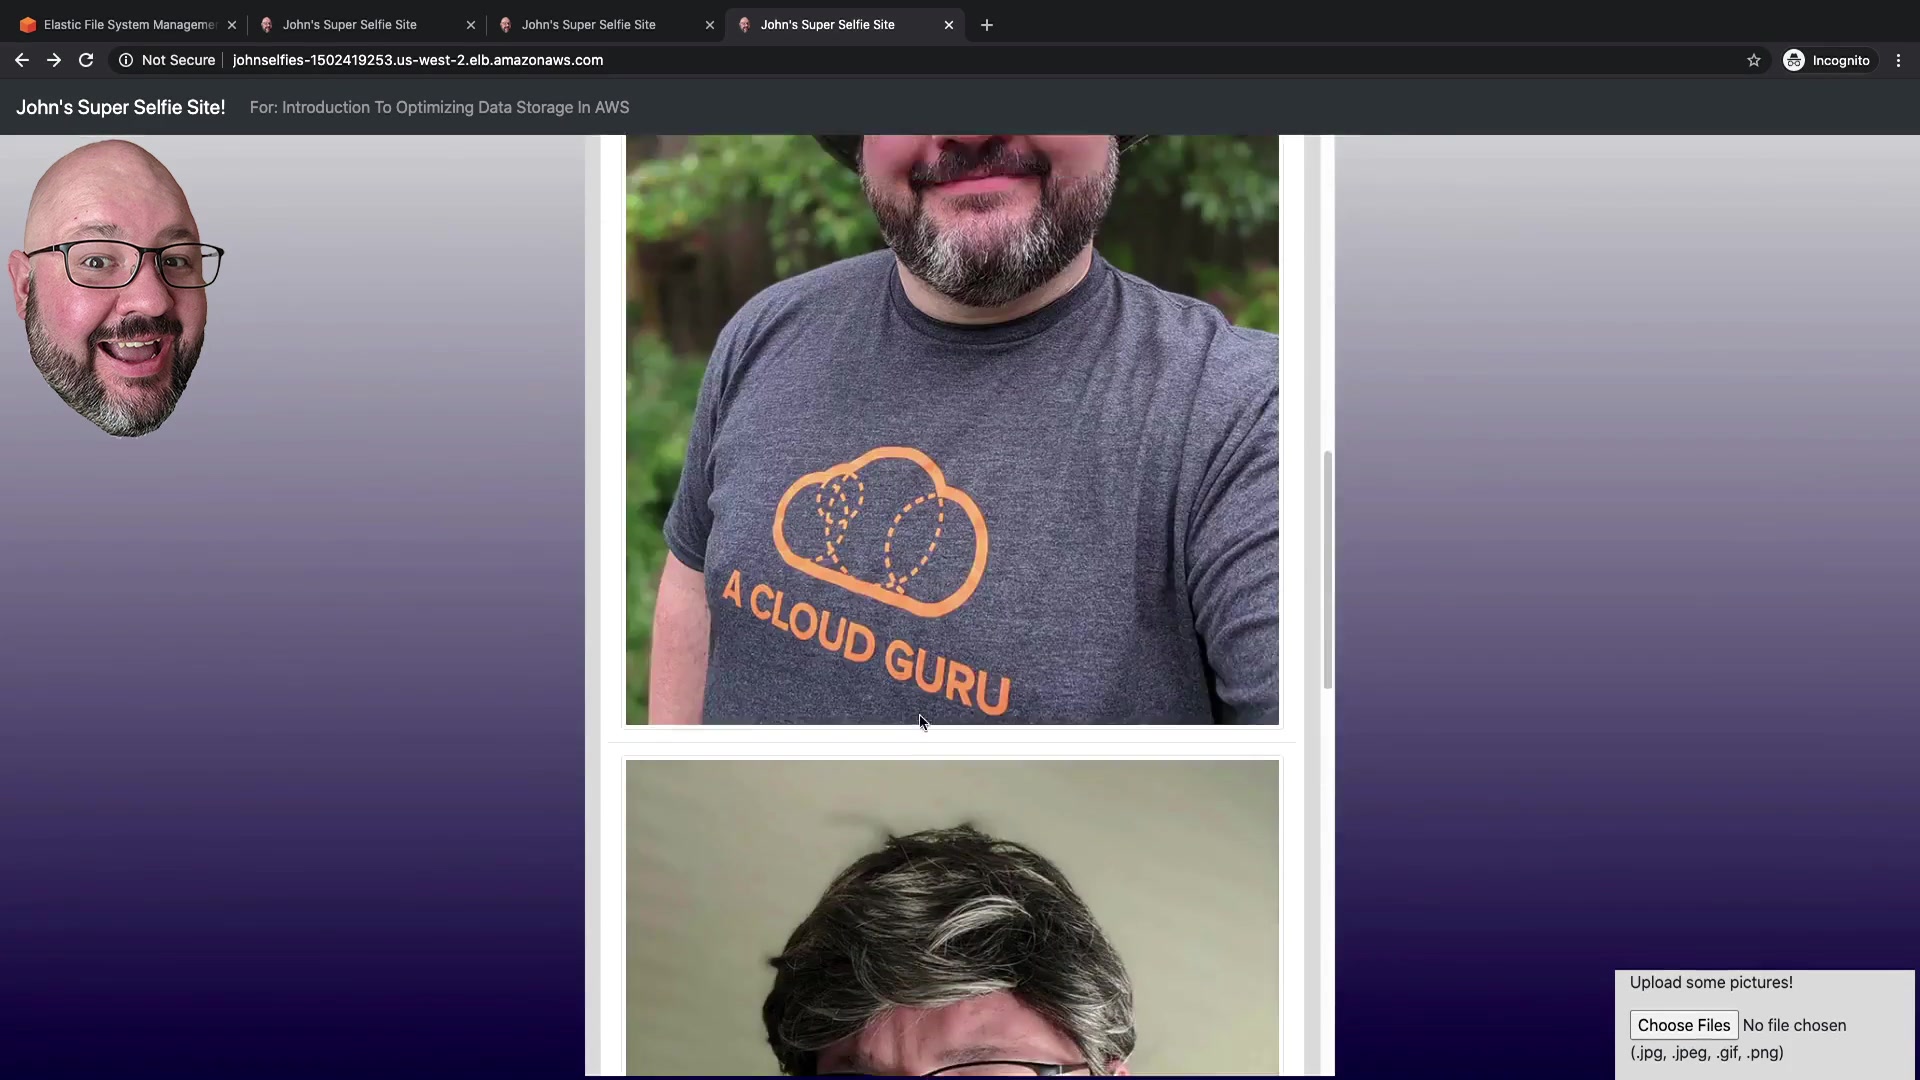 Elastic File System Manageme
John's Super Selfie Site
John's Super Selfie Site
John's Super Selfie Site
Not Secure
johnselfies-1502419253.us-west-2.elb.amazonaws.com
Incognito
John's Super Selfie Site!
For: Introduction To Optimizing Data Storage In AWS
A CLOUD GURU
Upload some pictures!
Choose Files No file chosen
(.jpg, .jpeg, .gif, .png)